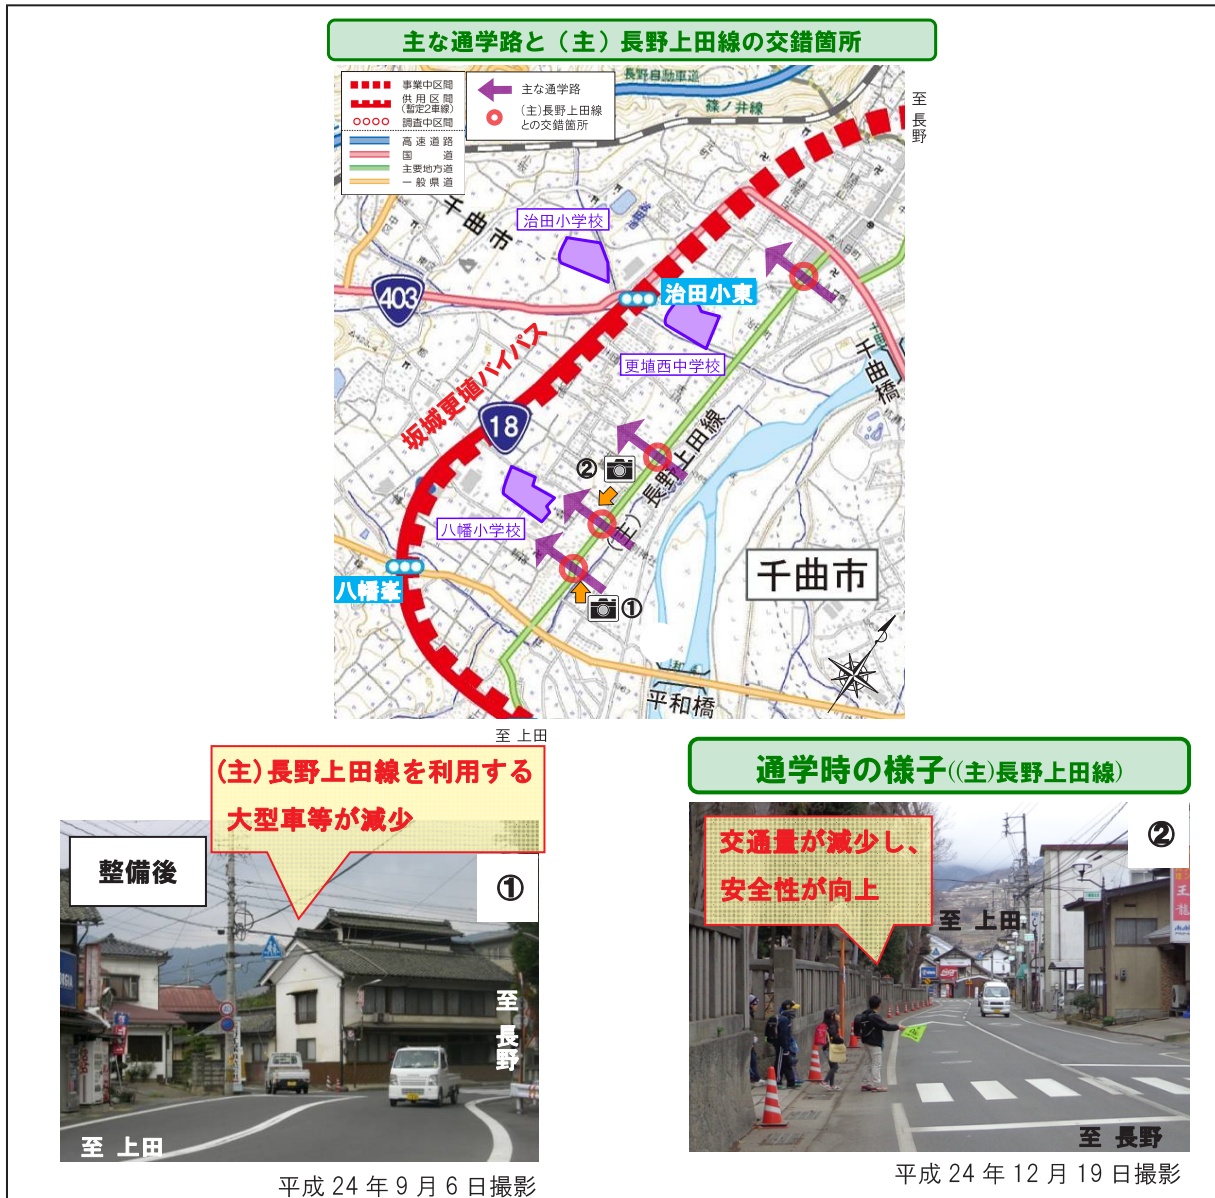 主な通学路と（主）長野上田線の交錯箇所
事業中区間
供用区間
(暫定2車線)
調査中区間
高速道路
国道
主要地方道
一般県道
主な通学路
(主)長野上田線
との交錯箇所
長野自動車道
篠ノ井線
至 長野
千曲市
治田小学校
403
治田小東
更埴西中学校
千曲橋
坂城更埴バイパス
18
(主) 長野上田線
②
八幡小学校
八幡峯
①
千曲市
平和橋
至 上田
(主)長野上田線を利用する
大型車等が減少
整備後
①
至 長野
至 上田
平成 24 年 9 月 6 日撮影
通学時の様子((主)長野上田線)
交通量が減少し、
安全性が向上
②
至 上田
王龍
至 長野
平成 24 年 12 月 19 日撮影